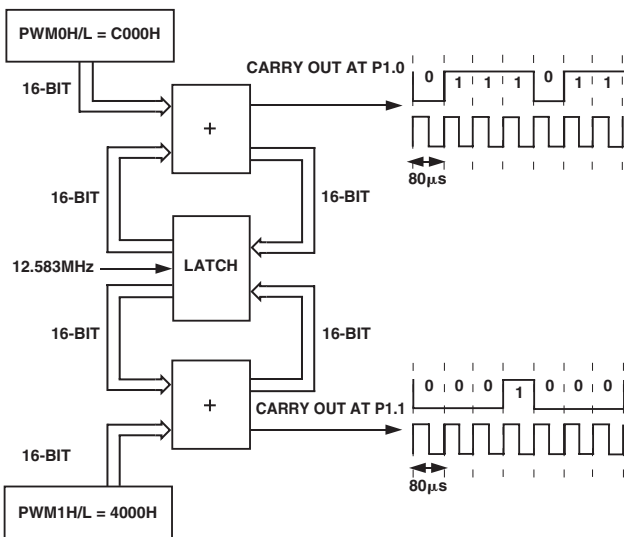 PWM0H/L = C000H
16-BIT
CARRY OUT AT P1.0
0 1 1 1 0 1 1
+
80μs
16-BIT
16-BIT
12.583MHz
LATCH
16-BIT
16-BIT
0 0 0 1 0 0 0
+
CARRY OUT AT P1.1
16-BIT
80μs
PWM1H/L = 4000H